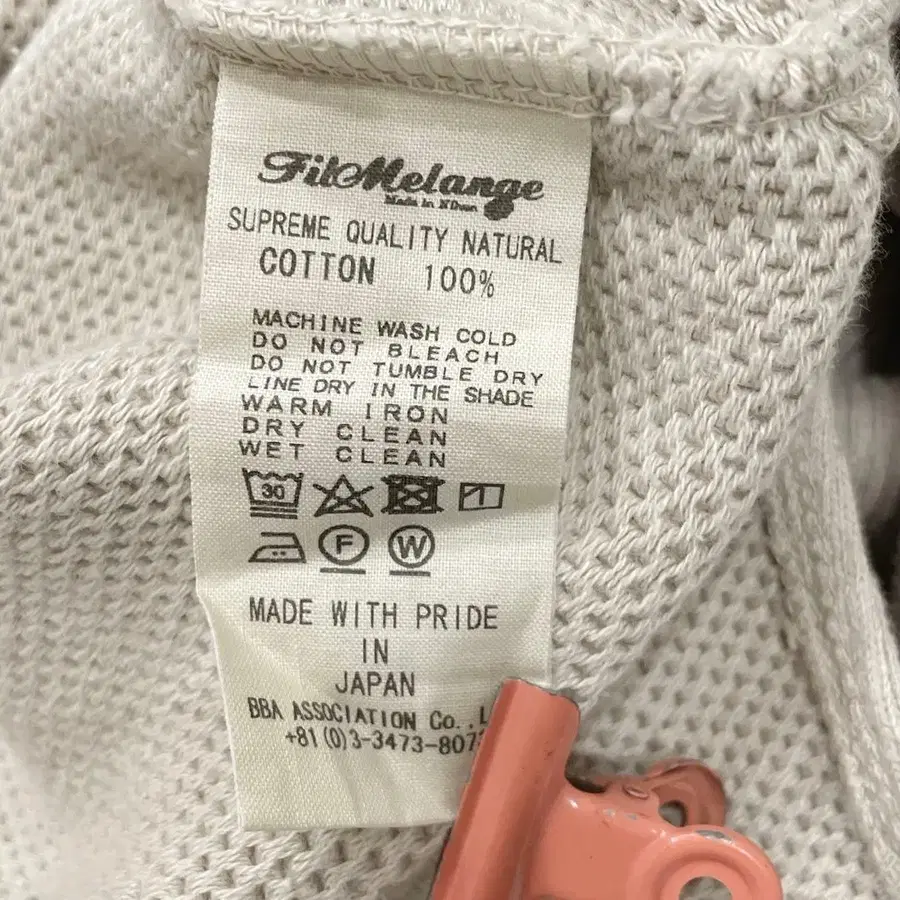 FilMelange
SUPREME QUALITY NATURAL
COTTON 100%
MACHINE WASH COLD
DO NOT BLEACH
DO NOT TUMBLE DRY
LINE DRY IN THE SHADE
WARM IRON
DRY CLEAN
WET CLEAN
30
F W
MADE WITH PRIDE
IN
JAPAN
BBA ASSOCIATION Co.,L
+81(0)3-3473-807